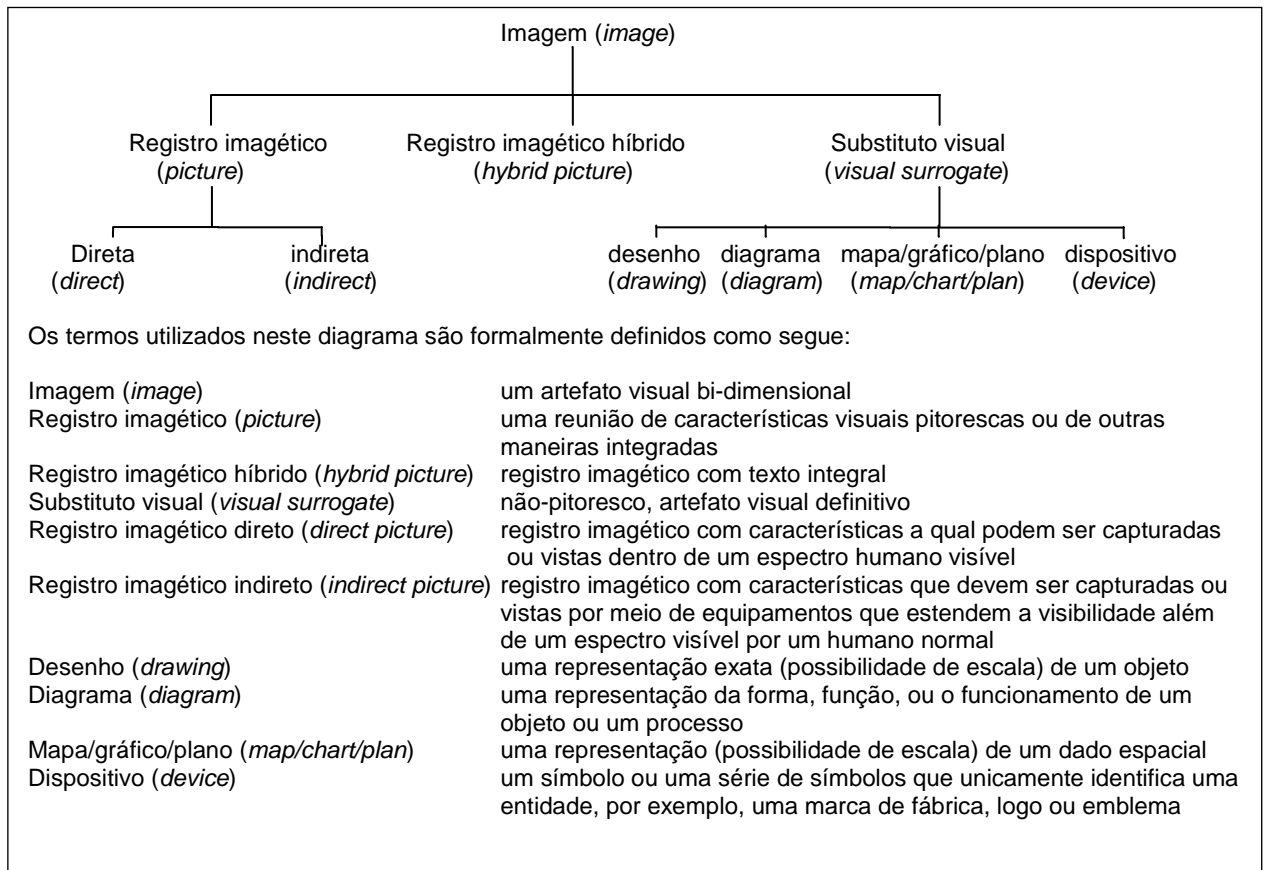 Imagem (image)
Registro imagético Registro imagético híbrido Substituto visual
(picture) (hybrid picture) (visual surrogate)
Direta indireta desenho diagrama mapa/gráfico/plano dispositivo
(direct) (indirect) (drawing) (diagram) (map/chart/plan) (device)
Os termos utilizados neste diagrama são formalmente definidos como segue:
Imagem (image) um artefato visual bi-dimensional
Registro imagético (picture) uma reunião de características visuais pitorescas ou de outras
maneiras integradas
Registro imagético híbrido (hybrid picture) registro imagético com texto integral
Substituto visual (visual surrogate) não-pitoresco, artefato visual definitivo
Registro imagético direto (direct picture) registro imagético com características a qual podem ser capturadas
ou vistas dentro de um espectro humano visível
Registro imagético indireto (indirect picture) registro imagético com características que devem ser capturadas ou
vistas por meio de equipamentos que estendem a visibilidade além
de um espectro visível por um humano normal
Desenho (drawing) uma representação exata (possibilidade de escala) de um objeto
Diagrama (diagram) uma representação da forma, função, ou o funcionamento de um
objeto ou um processo
Mapa/gráfico/plano (map/chart/plan) uma representação (possibilidade de escala) de um dado espacial
Dispositivo (device) um símbolo ou uma série de símbolos que unicamente identifica uma
entidade, por exemplo, uma marca de fábrica, logo ou emblema